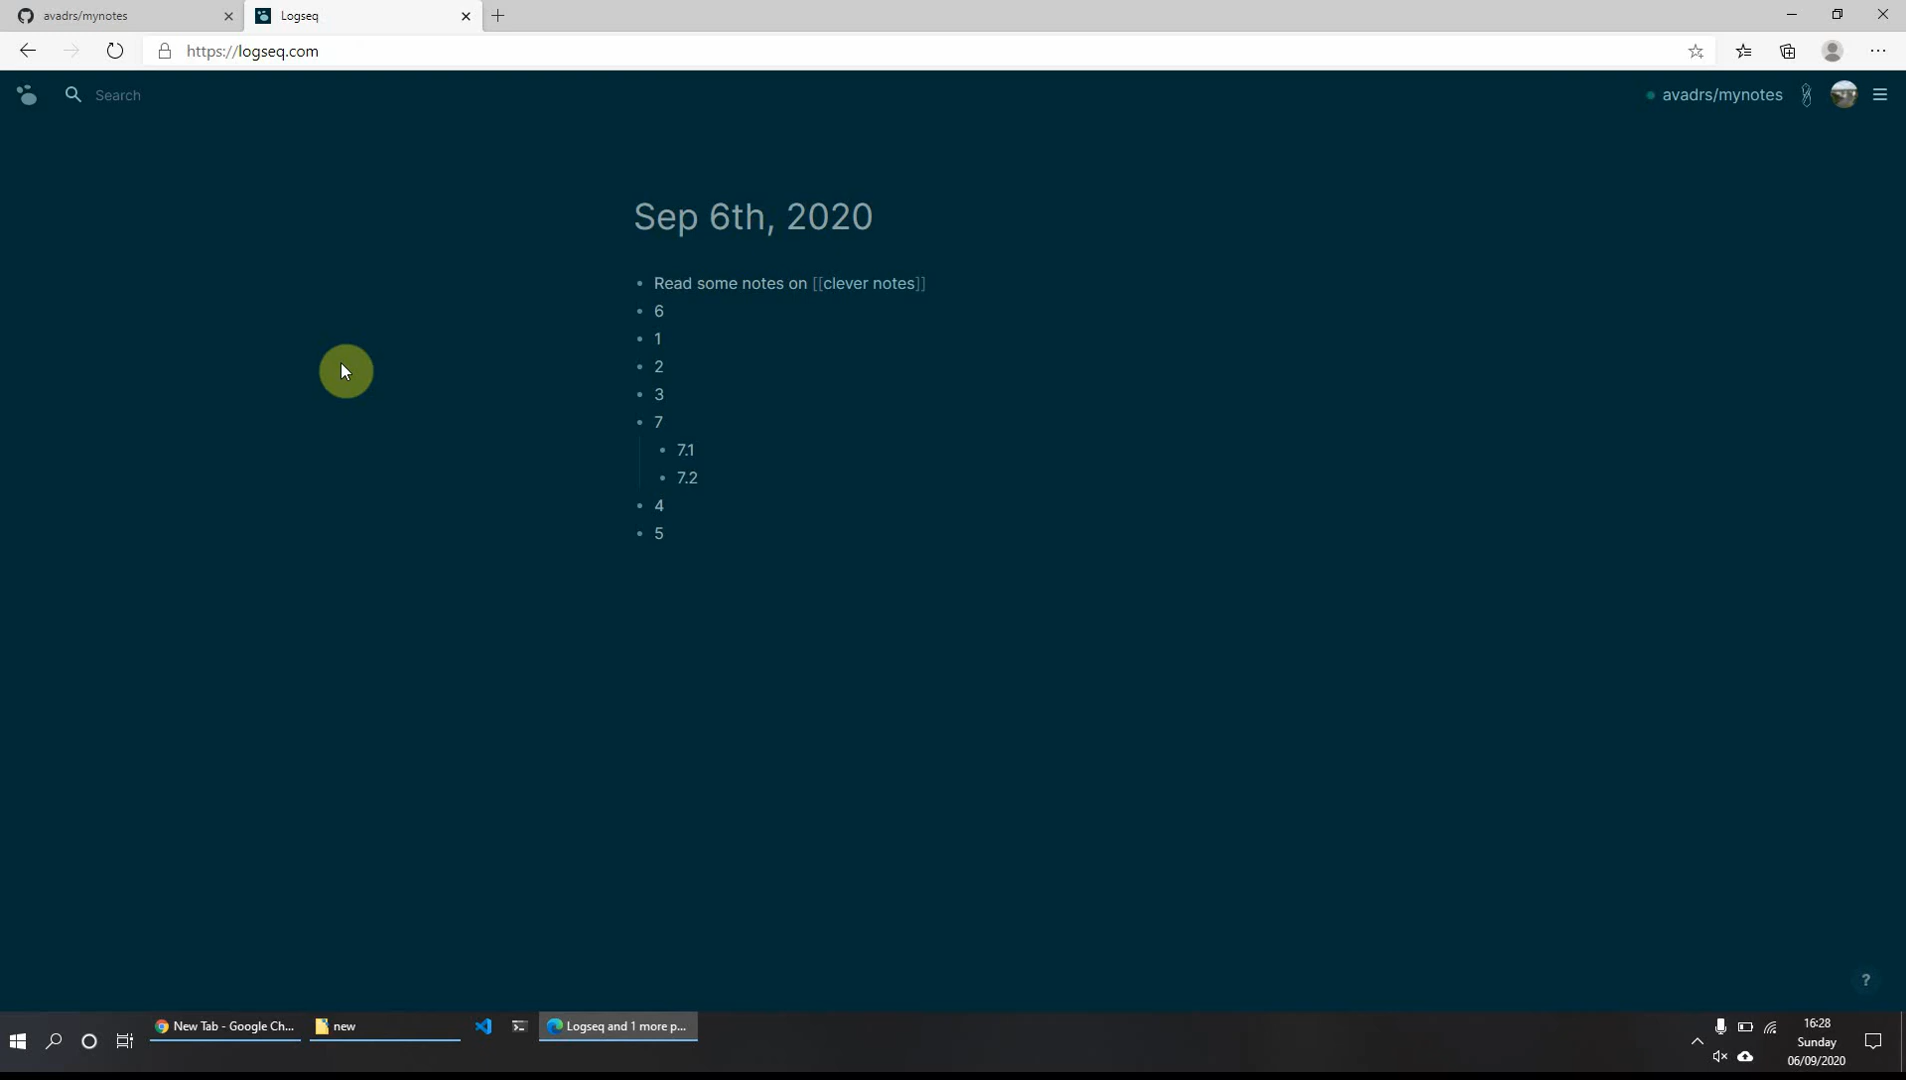 avadrs/mynotes
Logseq
https://logseq.com
Search
avadrs/mynotes
Sep 6th, 2020
Read some notes on [[clever notes]]
6
1
2
3
7
7.1
7.2
4
5
?
New Tab - Google Ch...
new
Logseq and 1 more p...
16:28
Sunday
06/09/2020